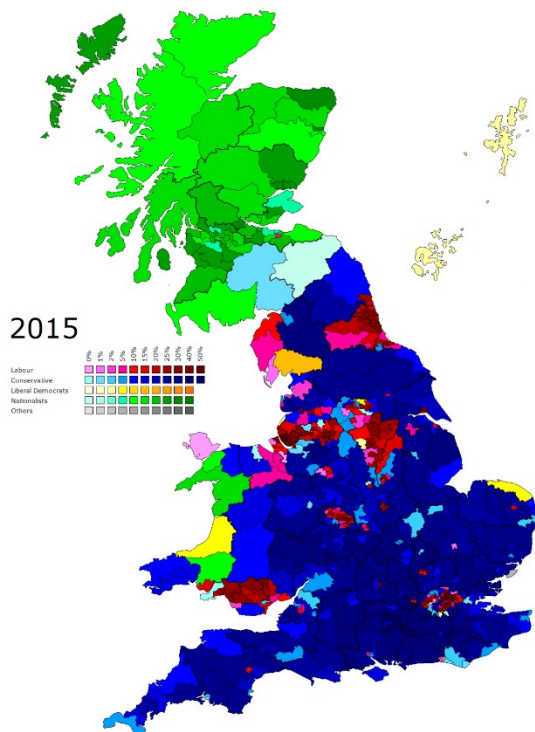 2015
0% 1% 2% 5% 10% 15% 20% 25% 30% 40% 50%
Labour
Conservative
Liberal Democrats
Nationalists
Others